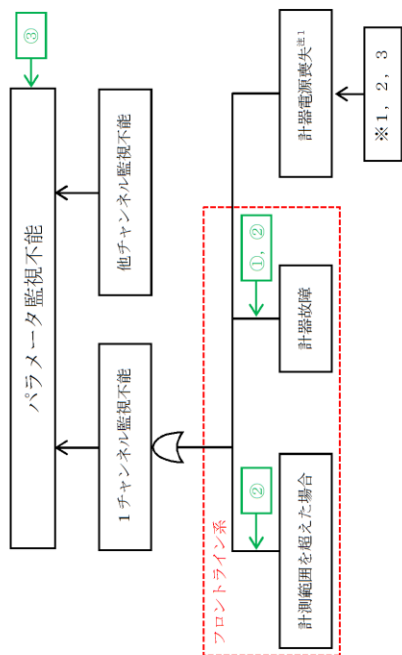 ③
パラメータ監視不能
1チャンネル監視不能
他チャンネル監視不能
フロントライン系
②
①, ②
計測範囲を超えた場合
計器故障
計器電源喪失注1
※1, 2, 3